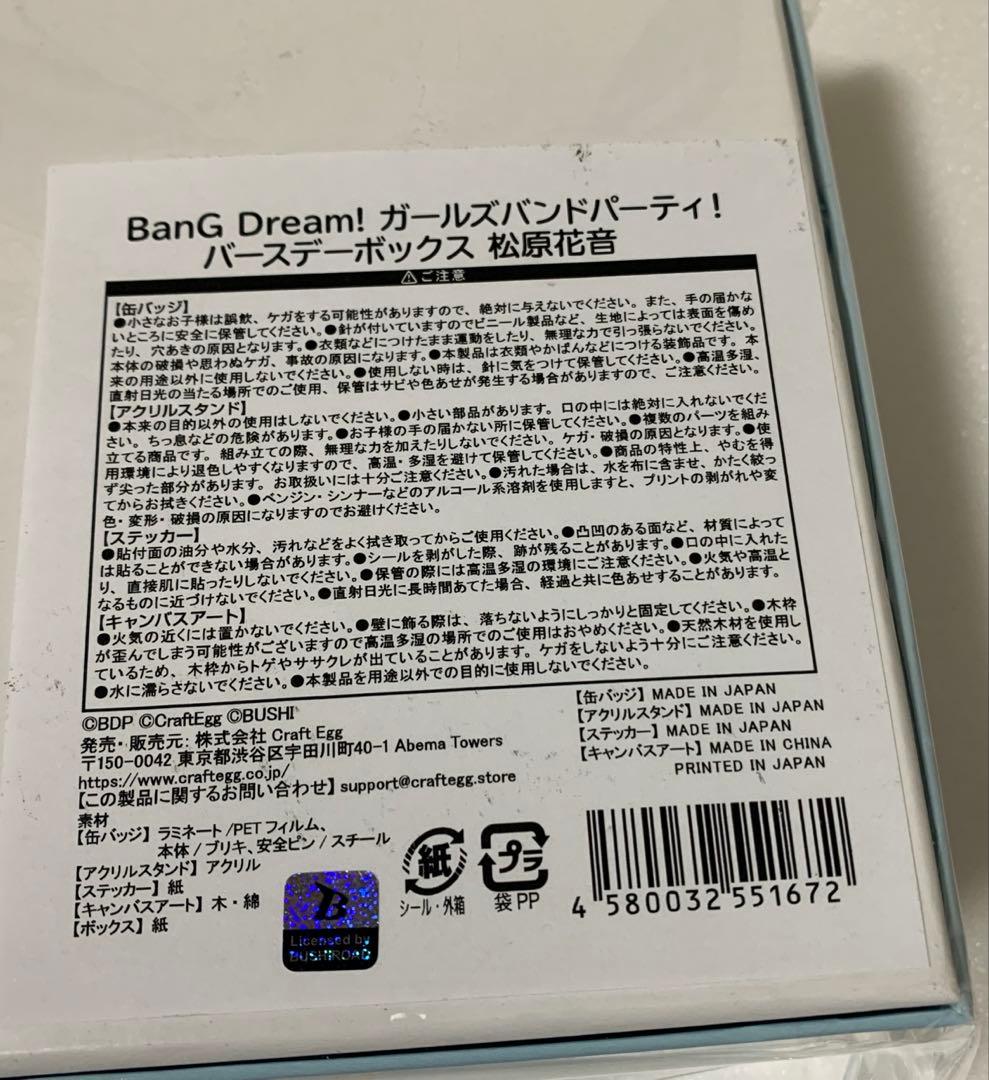 BanG Dream! ガールズバンドパーティ！
バースデーボックス 松原花音
⚠ご注意
【缶バッジ】
●小さなお子様は誤飲、ケガをする可能性がありますので、絶対に与えないでください。また、手の届かな
いところに安全に保管してください。●針が付いていますのでビニール製品など、生地によっては表面を傷め
たり、穴あきの原因となります。●衣類などにつけたまま運動をしたり、無理な力で引っ張らないでください。本
体の破損や思わぬケガ、事故の原因になります。●本製品は衣類やかばんなどにつける装飾品です。本
来の用途以外に使用しないでください。●使用しない時は、針に気をつけて保管してください。●高温多湿、
直射日光の当たる場所でのご使用、保管はサビや色あせが発生する場合がありますので、ご注意ください。
【アクリルスタンド】
●本来の目的以外の使用はしないでください。●小さい部品があります。口の中には絶対に入れないでくだ
さい。ちっ息などの危険があります。●お子様の手の届かない所に保管してください。●複数のパーツを組み
立てる商品です。組み立ての際、無理な力を加えたりしないでください。ケガ・破損の原因となります。●使
用環境により退色しやすくなりますので、高温・多湿を避けて保管してください。●商品の特性上、やむを得
ず尖った部分があります。お取扱いには十分ご注意ください。●汚れた場合は、水を布に含ませ、かたく絞っ
てからお拭きください。●ベンジン・シンナーなどのアルコール系溶剤を使用しますと、プリントの剥がれや変
色・変形・破損の原因になりますのでお避けください。
【ステッカー】
●貼付面の油分や水分、汚れなどをよく拭き取ってからご使用ください。●凸凹のある面など、材質によって
は貼ることができない場合があります。●シールを剥がした際、跡が残ることがあります。●口の中に入れた
り、直接肌に貼ったりしないでください。●保管の際には高温多湿の環境にご注意ください。●火気や高温と
なるものに近づけないでください。●直射日光に長時間あてた場合、経過と共に色あせすることがあります。
【キャンバスアート】
●火気の近くには置かないでください。●壁に飾る際は、落ちないようにしっかりと固定してください。●木枠
が歪んでしまう可能性がございますので高温多湿の場所でのご使用はおやめください。●天然木材を使用し
ているため、木枠からトゲやササクレが出ていることがあります。ケガをしないよう十分にご注意ください。
●水に濡らさないでください。●本製品を用途以外での目的に使用しないでください。
©BDP ©CraftEgg ©BUSHI
発売・販売元：株式会社 Craft Egg
〒150-0042 東京都渋谷区宇田川町40-1 Abema Towers
https://www.craftegg.co.jp/
【この製品に関するお問い合わせ】support@craftegg.store
【缶バッジ】MADE IN JAPAN
【アクリルスタンド】MADE IN JAPAN
【ステッカー】MADE IN JAPAN
【キャンバスアート】MADE IN CHINA
PRINTED IN JAPAN
素材
【缶バッジ】ラミネート/PETフィルム、
本体/ブリキ、安全ピン/スチール
【アクリルスタンド】アクリル
【ステッカー】紙
【キャンバスアート】木・綿
【ボックス】紙
B
Licensed by
BUSHIROAD
紙
シール・外箱
プラ
袋 PP
4 580032 551672